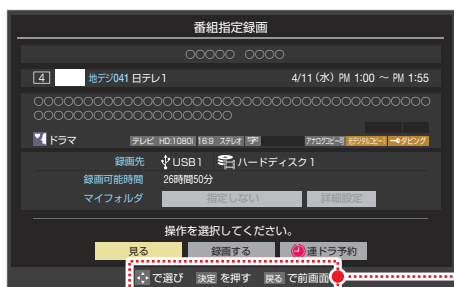 番組指定録画
○○○○○ ○○○○
4 地デジ041 日テレ1 4/11(水) PM 1:00 ~ PM 1:55
○○○○○○○○○○○○○○○○○○○○○○○○○○○○○○○○○○○○○
○○○○○○○○○○○○○○○○○○
ドラマ テレビ HD:1080i 16:9 ステレオ 字 アナログコピー可 光デジタルコピー1 ダビング
録画先 USB1 ハードディスク1
録画可能時間 26時間50分
マイフォルダ 指定しない 詳細設定
操作を選択してください。
見る 録画する 連ドラ予約
で選び 決定 を押す 戻る で前画面